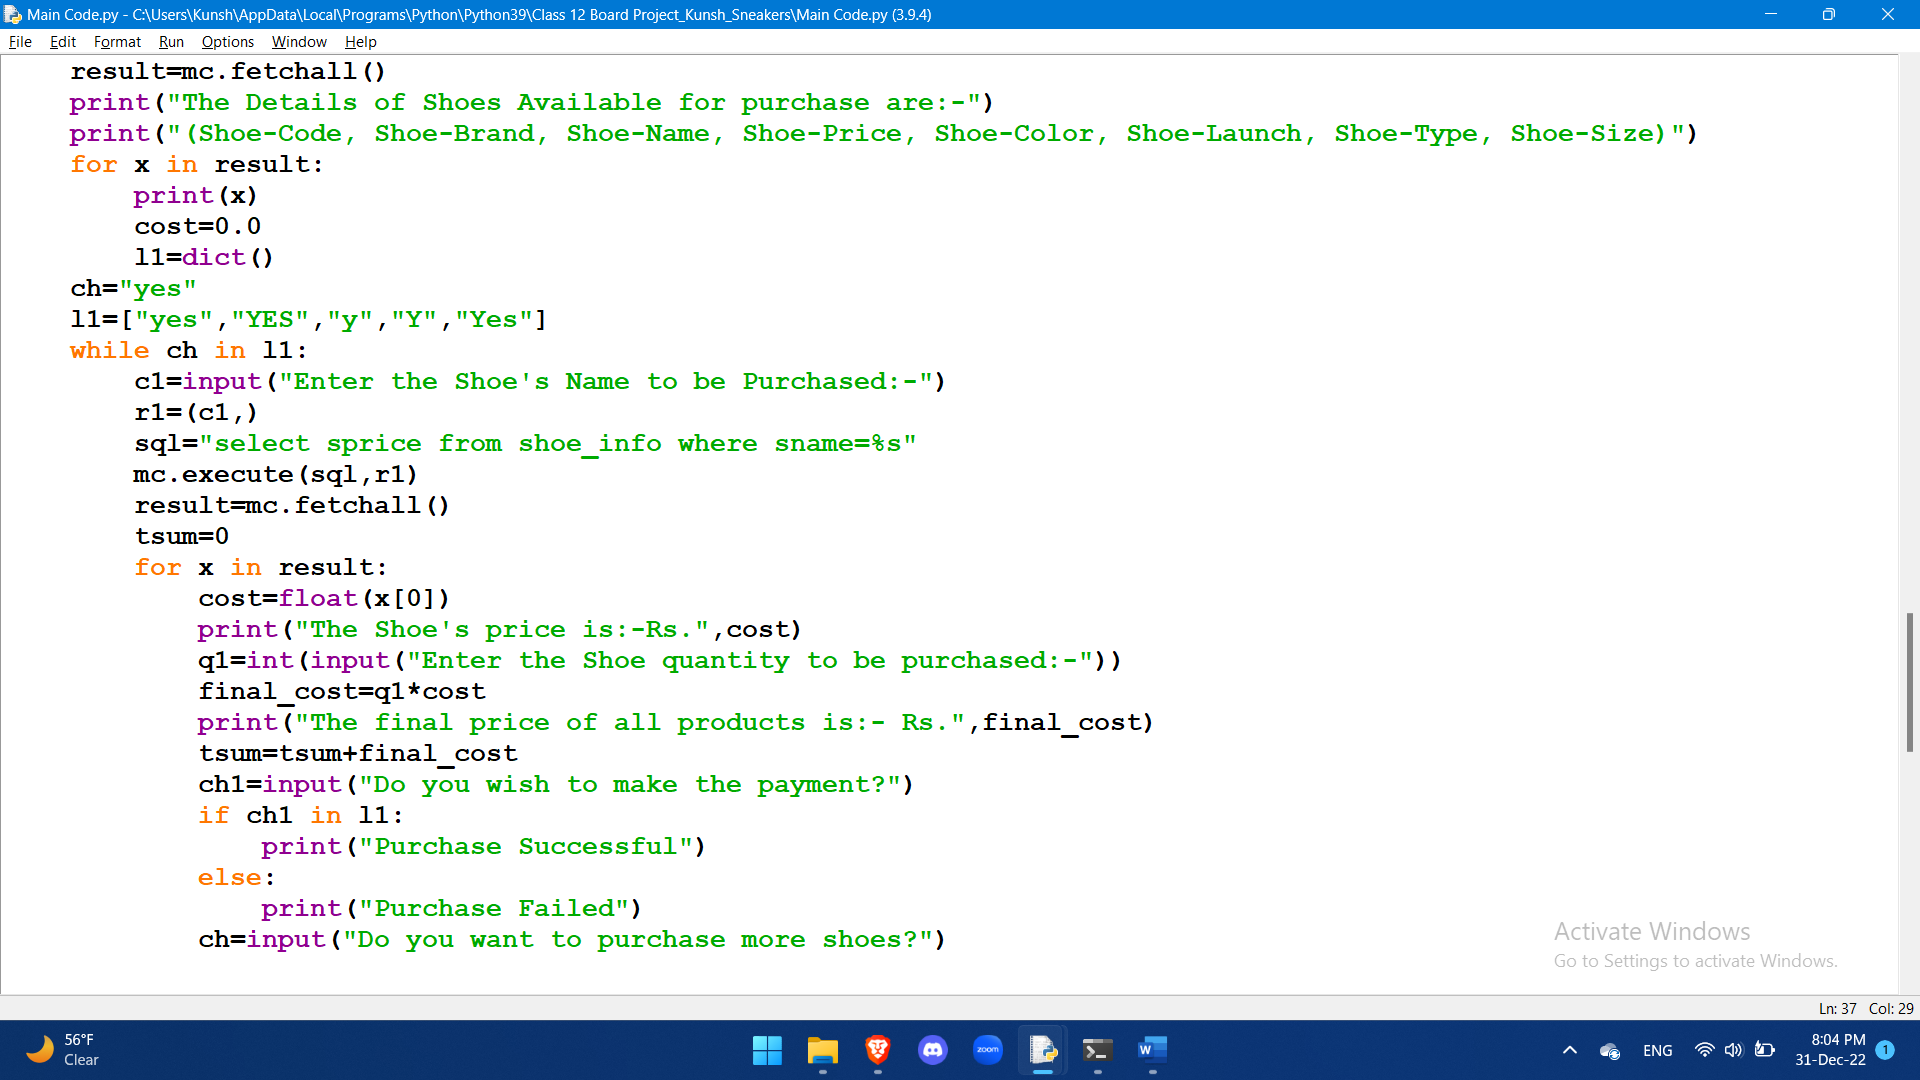 Main Code.py - C:\Users\Kunsh\AppData\Local\Programs\Python\Python39\Class 12 Board Project_Kunsh_Sneakers\Main Code.py (3.9.4)
File Edit Format Run Options Window Help
    result=mc.fetchall()
    print("The Details of Shoes Available for purchase are:-")
    print("(Shoe-Code, Shoe-Brand, Shoe-Name, Shoe-Price, Shoe-Color, Shoe-Launch, Shoe-Type, Shoe-Size)")
    for x in result:
        print(x)
        cost=0.0
        l1=dict()
    ch="yes"
    l1=["yes","YES","y","Y","Yes"]
    while ch in l1:
        c1=input("Enter the Shoe's Name to be Purchased:-")
        r1=(c1,)
        sql="select sprice from shoe_info where sname=%s"
        mc.execute(sql,r1)
        result=mc.fetchall()
        tsum=0
        for x in result:
            cost=float(x[0])
            print("The Shoe's price is:-Rs.",cost)
            q1=int(input("Enter the Shoe quantity to be purchased:-"))
            final_cost=q1*cost
            print("The final price of all products is:- Rs.",final_cost)
            tsum=tsum+final_cost
            ch1=input("Do you wish to make the payment?")
            if ch1 in l1:
                print("Purchase Successful")
            else:
                print("Purchase Failed")
            ch=input("Do you want to purchase more shoes?")
Activate Windows
Go to Settings to activate Windows.
Ln: 37 Col: 29
56°F
Clear
zoom
W
ENG
8:04 PM
31-Dec-22
1